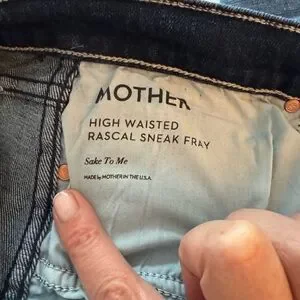 MOTHER
HIGH WAISTED
RASCAL SNEAK FRAY
Sake To Me
MADE by MOTHER IN THE U.S.A.